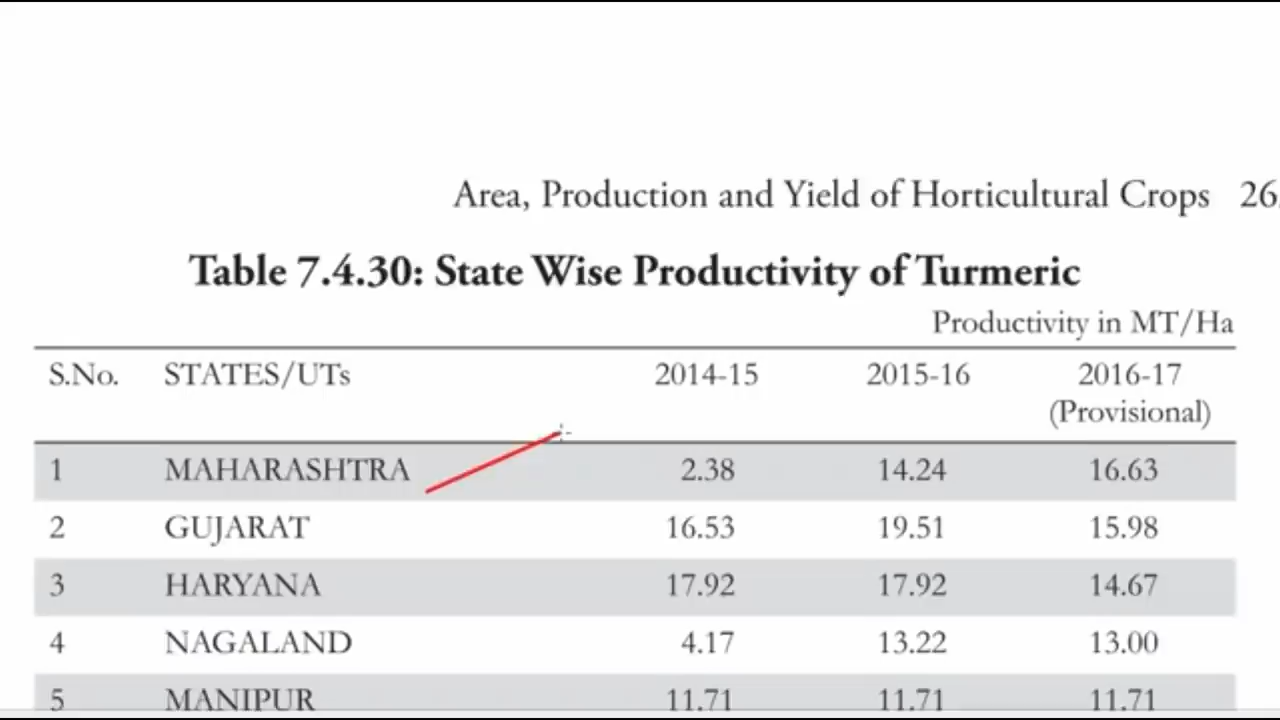 Area, Production and Yield of Horticultural Crops 26
Table 7.4.30: State Wise Productivity of Turmeric
Productivity in MT/Ha
S.No. STATES/UTs 2014-15 2015-16 2016-17
(Provisional)
1 MAHARASHTRA 2.38 14.24 16.63
2 GUJARAT 16.53 19.51 15.98
3 HARYANA 17.92 17.92 14.67
4 NAGALAND 4.17 13.22 13.00
5 MANIPUR 11.71 11.71 11.71